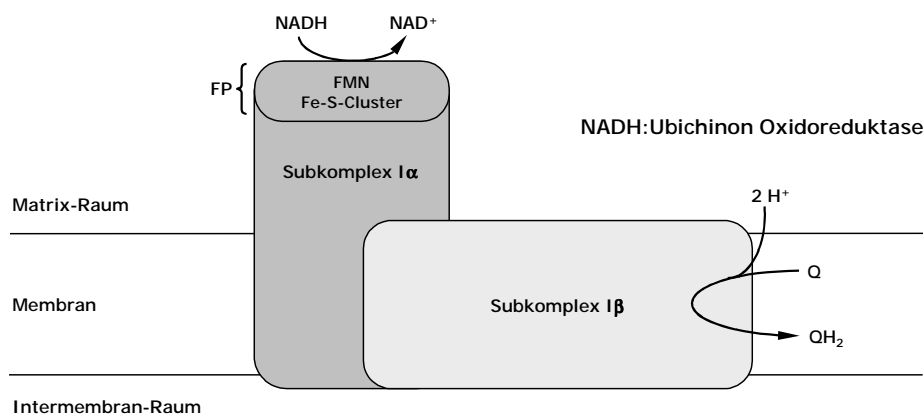 NADH NAD⁺
FP
FMN
Fe-S-Cluster
NADH:Ubichinon Oxidoreduktase
Subkomplex Iα
Matrix-Raum
2 H⁺
Q
Membran
Subkomplex Iβ
QH₂
Intermembran-Raum